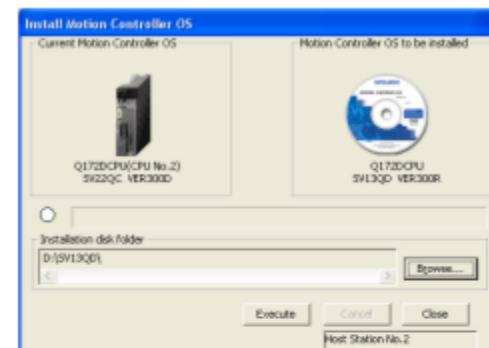 Install Motion Controller OS
Current Motion Controller OS
Motion Controller OS to be installed
Q172DCPU(CPU No.2)
SV22QC VER300D
Q172DCPU
SV13QD VER300R
Installation disk folder
D:\SV13QD\
Browse...
Execute
Cancel
Close
Host Station No.2